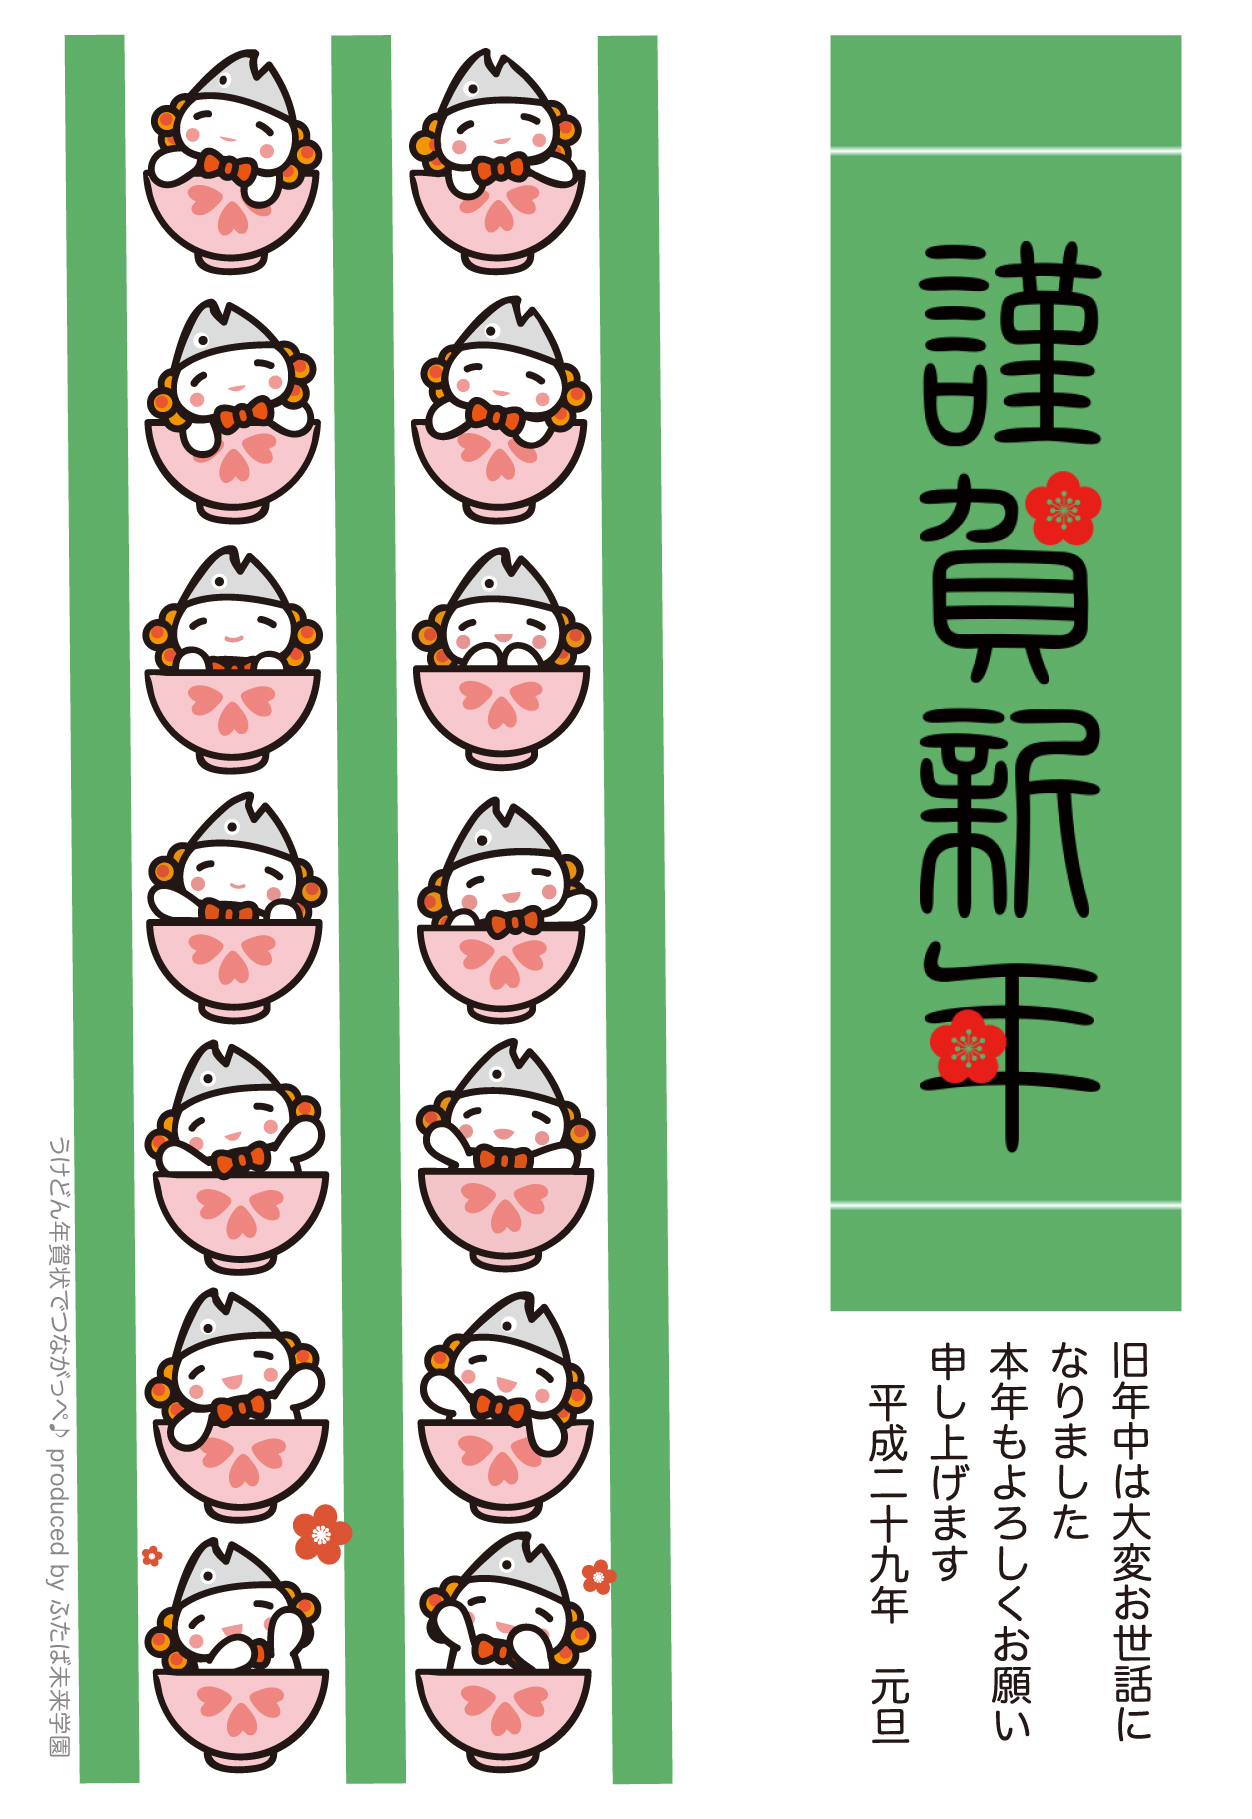 謹賀新年
旧年中は大変お世話に
なりました
本年もよろしくお願い
申し上げます
平成二十九年　元旦
うけどん年賀状でつながっぺ♪ produced by ふたば未来学園